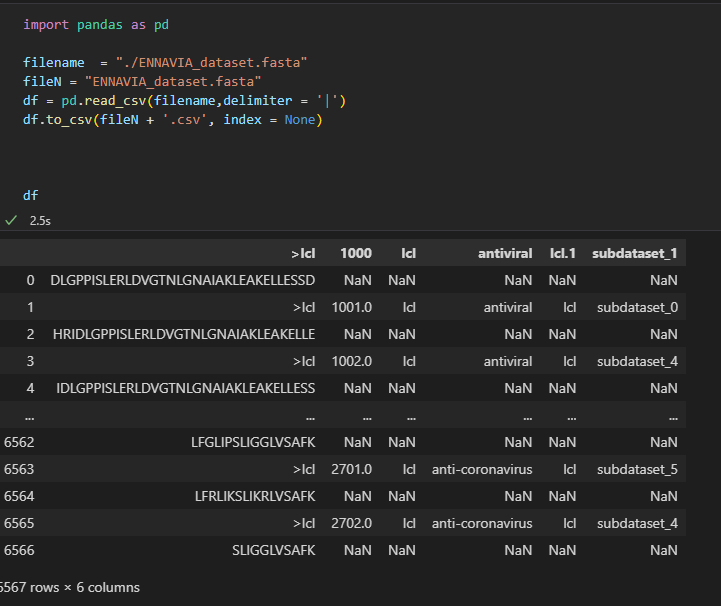 import pandas as pd
filename  = "./ENNAVIA_dataset.fasta"
fileN = "ENNAVIA_dataset.fasta"
df = pd.read_csv(filename,delimiter = '|')
df.to_csv(fileN + '.csv', index = None)
df
2.5s
>lcl 1000 lcl antiviral lcl.1 subdataset_1
0 DLGPPISLERLDVGTNLGNAIAKLEAKELLESSD NaN NaN NaN NaN NaN
1 >lcl 1001.0 lcl antiviral lcl subdataset_0
2 HRIDLGPPISLERLDVGTNLGNAIAKLEAKELLE NaN NaN NaN NaN NaN
3 >lcl 1002.0 lcl antiviral lcl subdataset_4
4 IDLGPPISLERLDVGTNLGNAIAKLEAKELLESS NaN NaN NaN NaN NaN
... ... ... ... ... ... ...
6562 LFGLIPSLIGGLVSAFK NaN NaN NaN NaN NaN
6563 >lcl 2701.0 lcl anti-coronavirus lcl subdataset_5
6564 LFRLIKSLIKRLVSAFK NaN NaN NaN NaN NaN
6565 >lcl 2702.0 lcl anti-coronavirus lcl subdataset_4
6566 SLIGGLVSAFK NaN NaN NaN NaN NaN
6567 rows × 6 columns